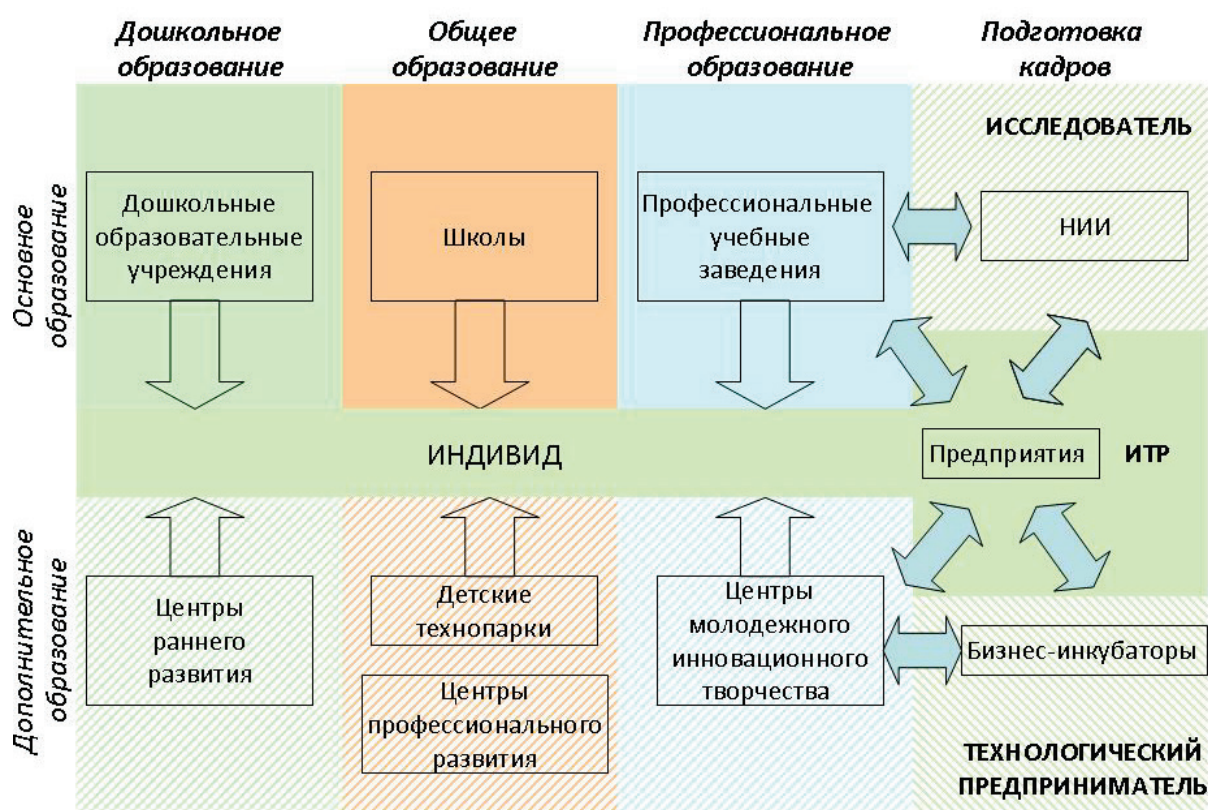 Дошкольное
образование
Общее
образование
Профессиональное
образование
Подготовка
кадров
Основное
образование
Дошкольные
образовательные
учреждения
Школы
Профессиональные
учебные
заведения
ИССЛЕДОВАТЕЛЬ
НИИ
ИНДИВИД
Предприятия
ИТР
Дополнительное
образование
Центры
раннего
развития
Детские
технопарки
Центры
профессионального
развития
Центры
молодежного
инновационного
творчества
Бизнес-инкубаторы
ТЕХНОЛОГИЧЕСКИЙ
ПРЕДПРИНИМАТЕЛЬ